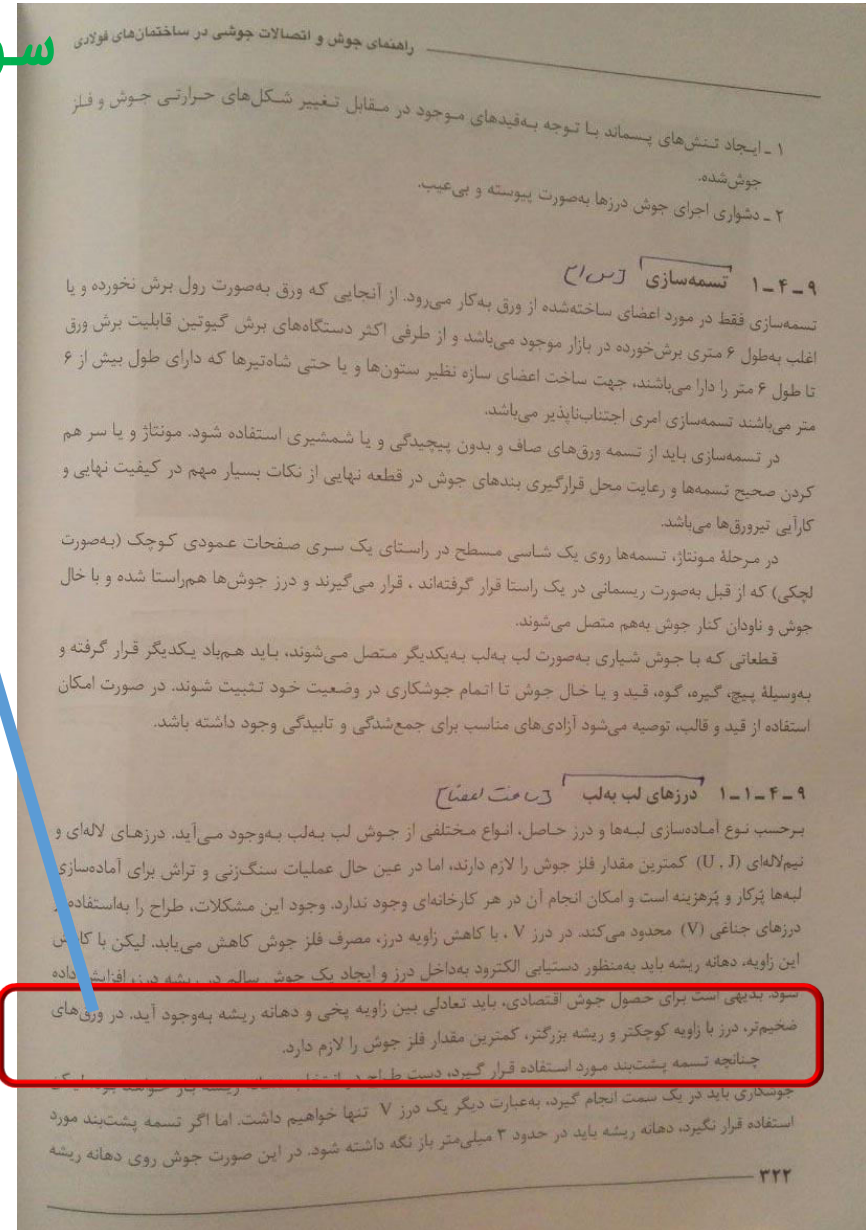 سو
راهنمای جوش و اتصالات جوشی در ساختمان‌های فولادی
۱ ـ ایجاد تنش‌های پسماند با توجه به‌قیدهای موجود در مقابل تغییر شکل‌های حرارتی جوش و فلز
جوش‌شده.
۲ ـ دشواری اجرای جوش درزها به‌صورت پیوسته و بی‌عیب.
۹ ـ ۴ ـ ۱ تسمه‌سازی
تسمه‌سازی فقط در مورد اعضای ساخته‌شده از ورق به‌کار می‌رود. از آنجایی که ورق به‌صورت رول برش نخورده و یا
اغلب به‌طول ۶ متری برش‌خورده در بازار موجود می‌باشد و از طرفی اکثر دستگاه‌های برش گیوتین قابلیت برش ورق
تا طول ۶ متر را دارا می‌باشند، جهت ساخت اعضای سازه نظیر ستون‌ها و یا حتی شاه‌تیرها که دارای طول بیش از ۶
متر می‌باشند تسمه‌سازی امری اجتناب‌ناپذیر می‌باشد.
در تسمه‌سازی باید از تسمه ورق‌های صاف و بدون پیچیدگی و یا شمشیری استفاده شود. مونتاژ و یا سر هم
کردن صحیح تسمه‌ها و رعایت محل قرارگیری بندهای جوش در قطعه نهایی از نکات بسیار مهم در کیفیت نهایی و
کارآیی تیرورق‌ها می‌باشد.
در مرحلهٔ مونتاژ، تسمه‌ها روی یک شاسی مسطح در راستای یک سری صفحات عمودی کوچک (به‌صورت
لچکی) که از قبل به‌صورت ریسمانی در یک راستا قرار گرفته‌اند ، قرار می‌گیرند و درز جوش‌ها هم‌راستا شده و با خال
جوش و ناودان کنار جوش به‌هم متصل می‌شوند.
قطعاتی که با جوش شیاری به‌صورت لب به‌لب به‌یکدیگر متصل می‌شوند، باید هم‌باد یکدیگر قرار گرفته و
به‌وسیلهٔ پیچ، گیره، گوه، قید و یا خال جوش تا اتمام جوشکاری در وضعیت خود تثبیت شوند. در صورت امکان
استفاده از قید و قالب، توصیه می‌شود آزادی‌های مناسب برای جمع‌شدگی و تابیدگی وجود داشته باشد.
۹ ـ ۴ ـ ۱ ـ ۱ درزهای لب به‌لب [ساخت اعضا]
برحسب نوع آماده‌سازی لبه‌ها و درز حاصل، انواع مختلفی از جوش لب به‌لب به‌وجود می‌آید. درزهای لاله‌ای و
نیم‌لاله‌ای (U , J) کمترین مقدار فلز جوش را لازم دارند، اما در عین حال عملیات سنگ‌زنی و تراش برای آماده‌سازی
لبه‌ها پُرکار و پُرهزینه است و امکان انجام آن در هر کارخانه‌ای وجود ندارد. وجود این مشکلات، طراح را به‌استفاده از
درزهای جناغی (V) محدود می‌کند. در درز V ، با کاهش زاویه درز، مصرف فلز جوش کاهش می‌یابد. لیکن با کاهش
این زاویه، دهانه ریشه باید به‌منظور دستیابی الکترود به‌داخل درز و ایجاد یک جوش سالم در ریشه درز، افزایش داده
شود. بدیهی است برای حصول جوش اقتصادی، باید تعادلی بین زاویه پخی و دهانه ریشه به‌وجود آید. در ورق‌های
ضخیم‌تر، درز با زاویه کوچکتر و ریشه بزرگتر، کمترین مقدار فلز جوش را لازم دارد.
چنانچه تسمه پشت‌بند مورد استفاده قرار گیرد، دست طراح در
جوشکاری باید در یک سمت انجام گیرد، به‌عبارت دیگر یک درز V تنها خواهیم داشت. اما اگر تسمه پشت‌بند مورد
استفاده قرار نگیرد، دهانه ریشه باید در حدود ۳ میلی‌متر باز نگه داشته شود. در این صورت جوش روی دهانه ریشه
۳۲۲